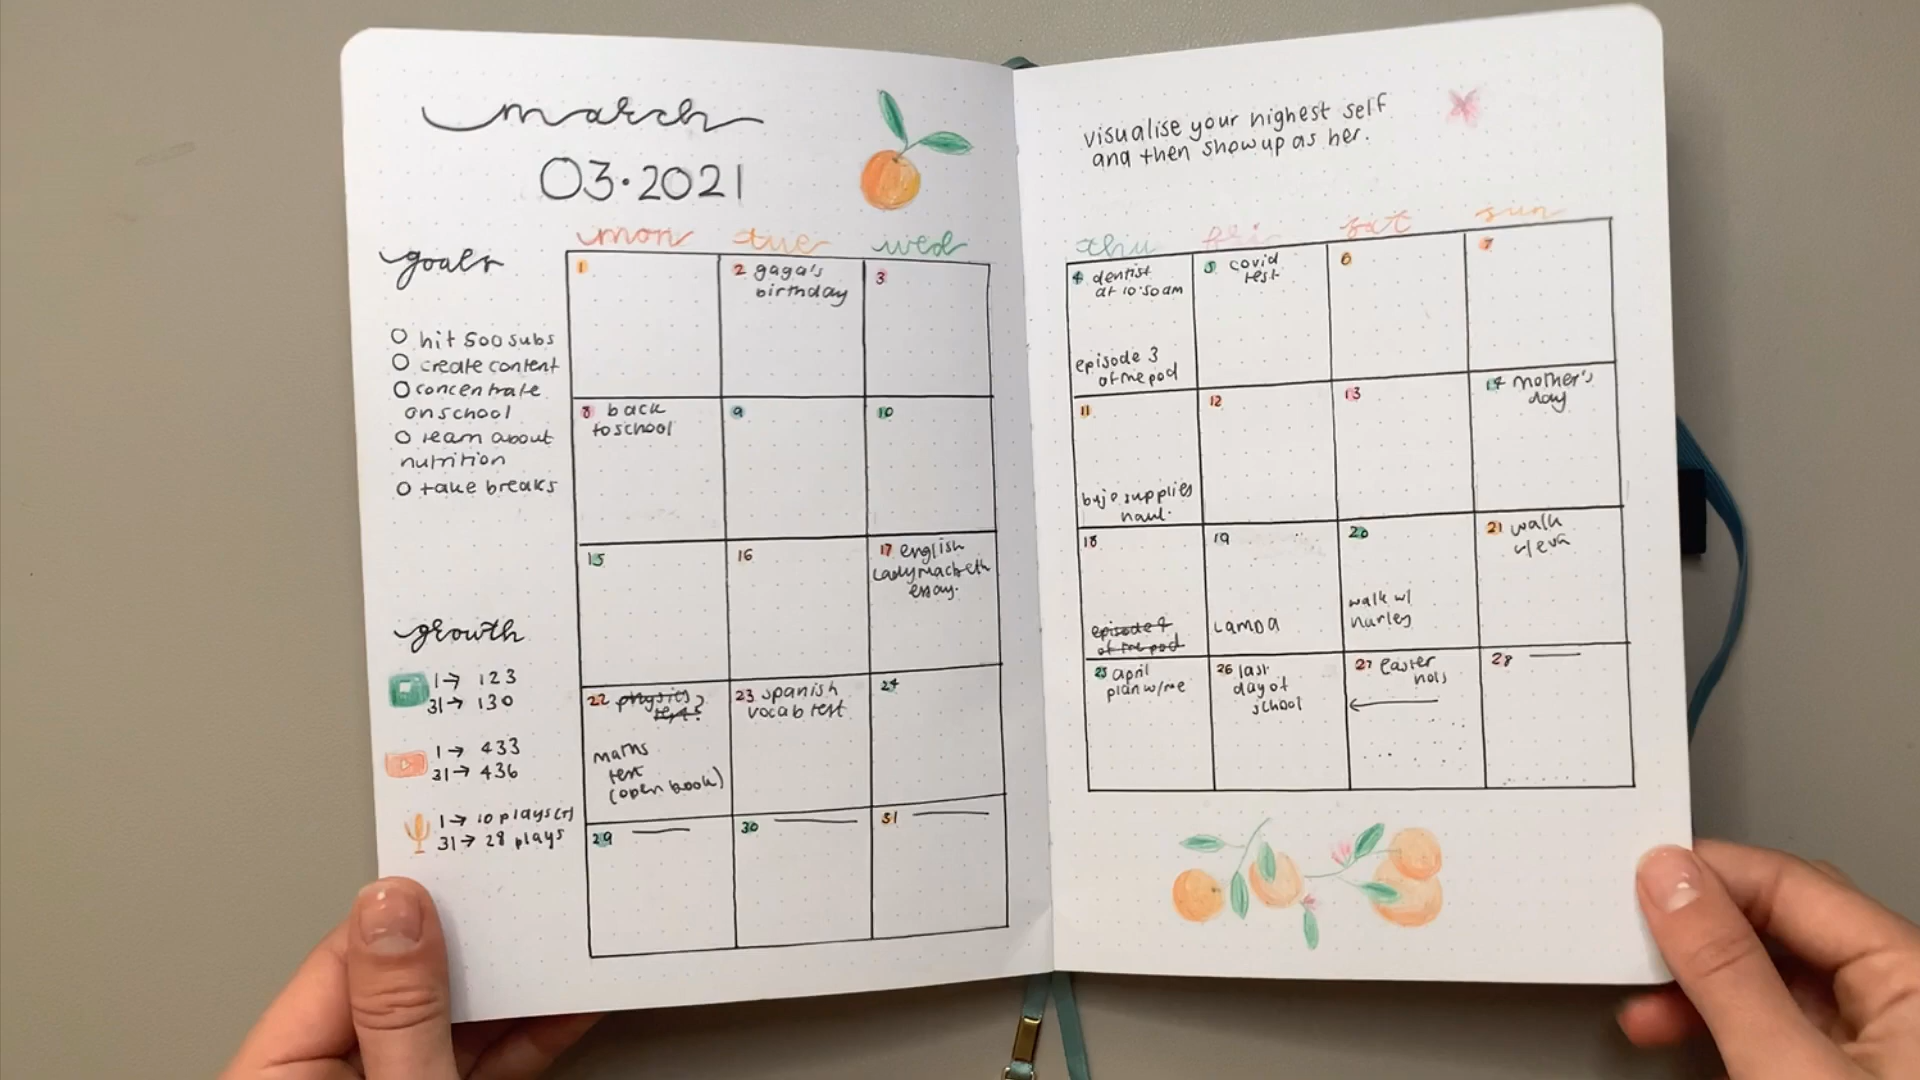 march
03•2021
goals
hit 500 subs
create content
concentrate
on school
learn about
nutrition
take breaks
growth
1→ 123
31→ 130
1→ 433
31→ 436
1→ 10 plays
31→ 28 plays
mon tue wed
1
2 gaga's
birthday
3
8 back
to school
9
10
15
16
17 english
lady macbeth
essay.
22 physics
test?
maths
test
(open book)
23 spanish
vocab test
24
29
30
31
visualise your highest self
and then show up as her.
thu fri sat sun
4 dentist
at 10:50am
episode 3
of the pod
5 covid
test
6
7
11
bujo supplies
haul.
12
13
14 mother's
day
18
episode 4
of the pod
19
LAMDA
20
walk w/
harley
21 walk
w/ eva
25 april
plan w/ me
26 last
day of
school
27 easter
hols
28